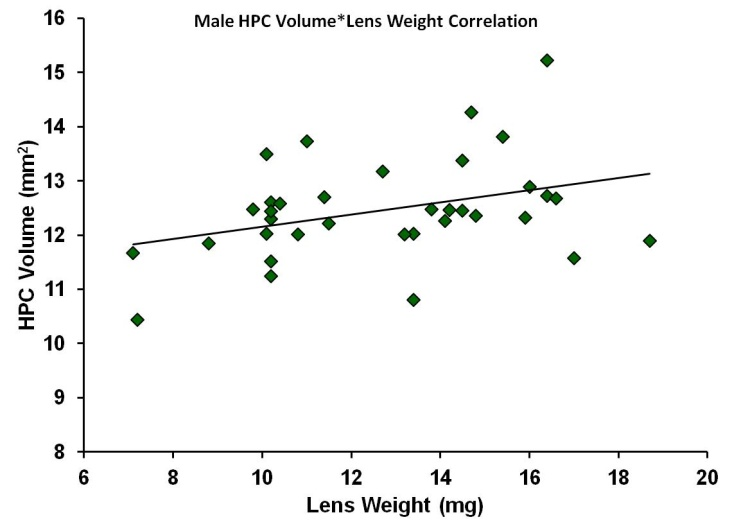 Male HPC Volume*Lens Weight Correlation
HPC Volume (mm²)
16
15
14
13
12
11
10
9
8
6 8 10 12 14 16 18 20
Lens Weight (mg)